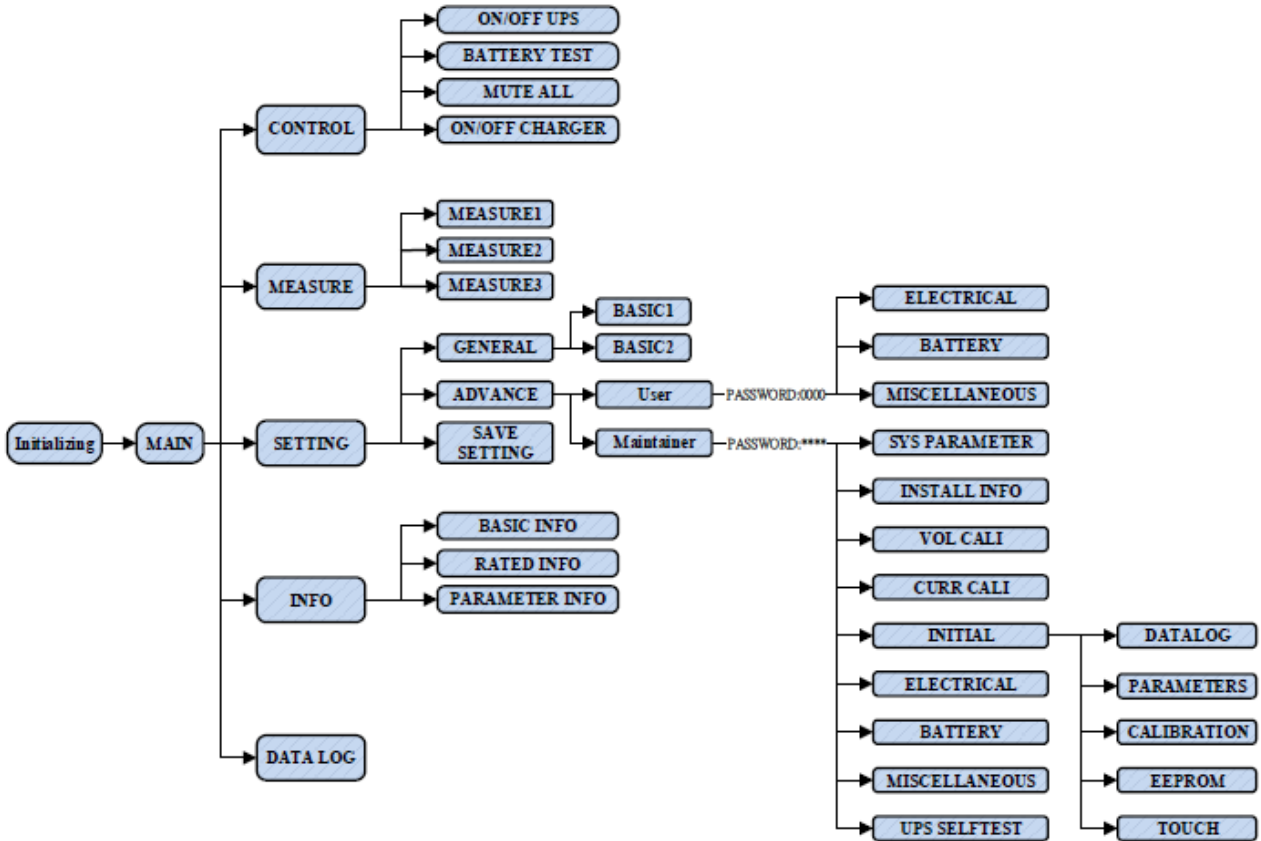 ON/OFF UPS
BATTERY TEST
MUTE ALL
CONTROL
ON/OFF CHARGER
MEASURE1
MEASURE2
MEASURE
MEASURE3
ELECTRICAL
BASIC1
GENERAL
BASIC2
BATTERY
ADVANCE
User
PASSWORD:0000
MISCELLANEOUS
Initializing
MAIN
SETTING
SAVE
SETTING
Maintainer
PASSWORD:****
SYS PARAMETER
INSTALL INFO
BASIC INFO
VOL CALI
RATED INFO
CURR CALI
INFO
PARAMETER INFO
INITIAL
DATALOG
ELECTRICAL
PARAMETERS
BATTERY
CALIBRATION
DATA LOG
MISCELLANEOUS
EEPROM
UPS SELFTEST
TOUCH